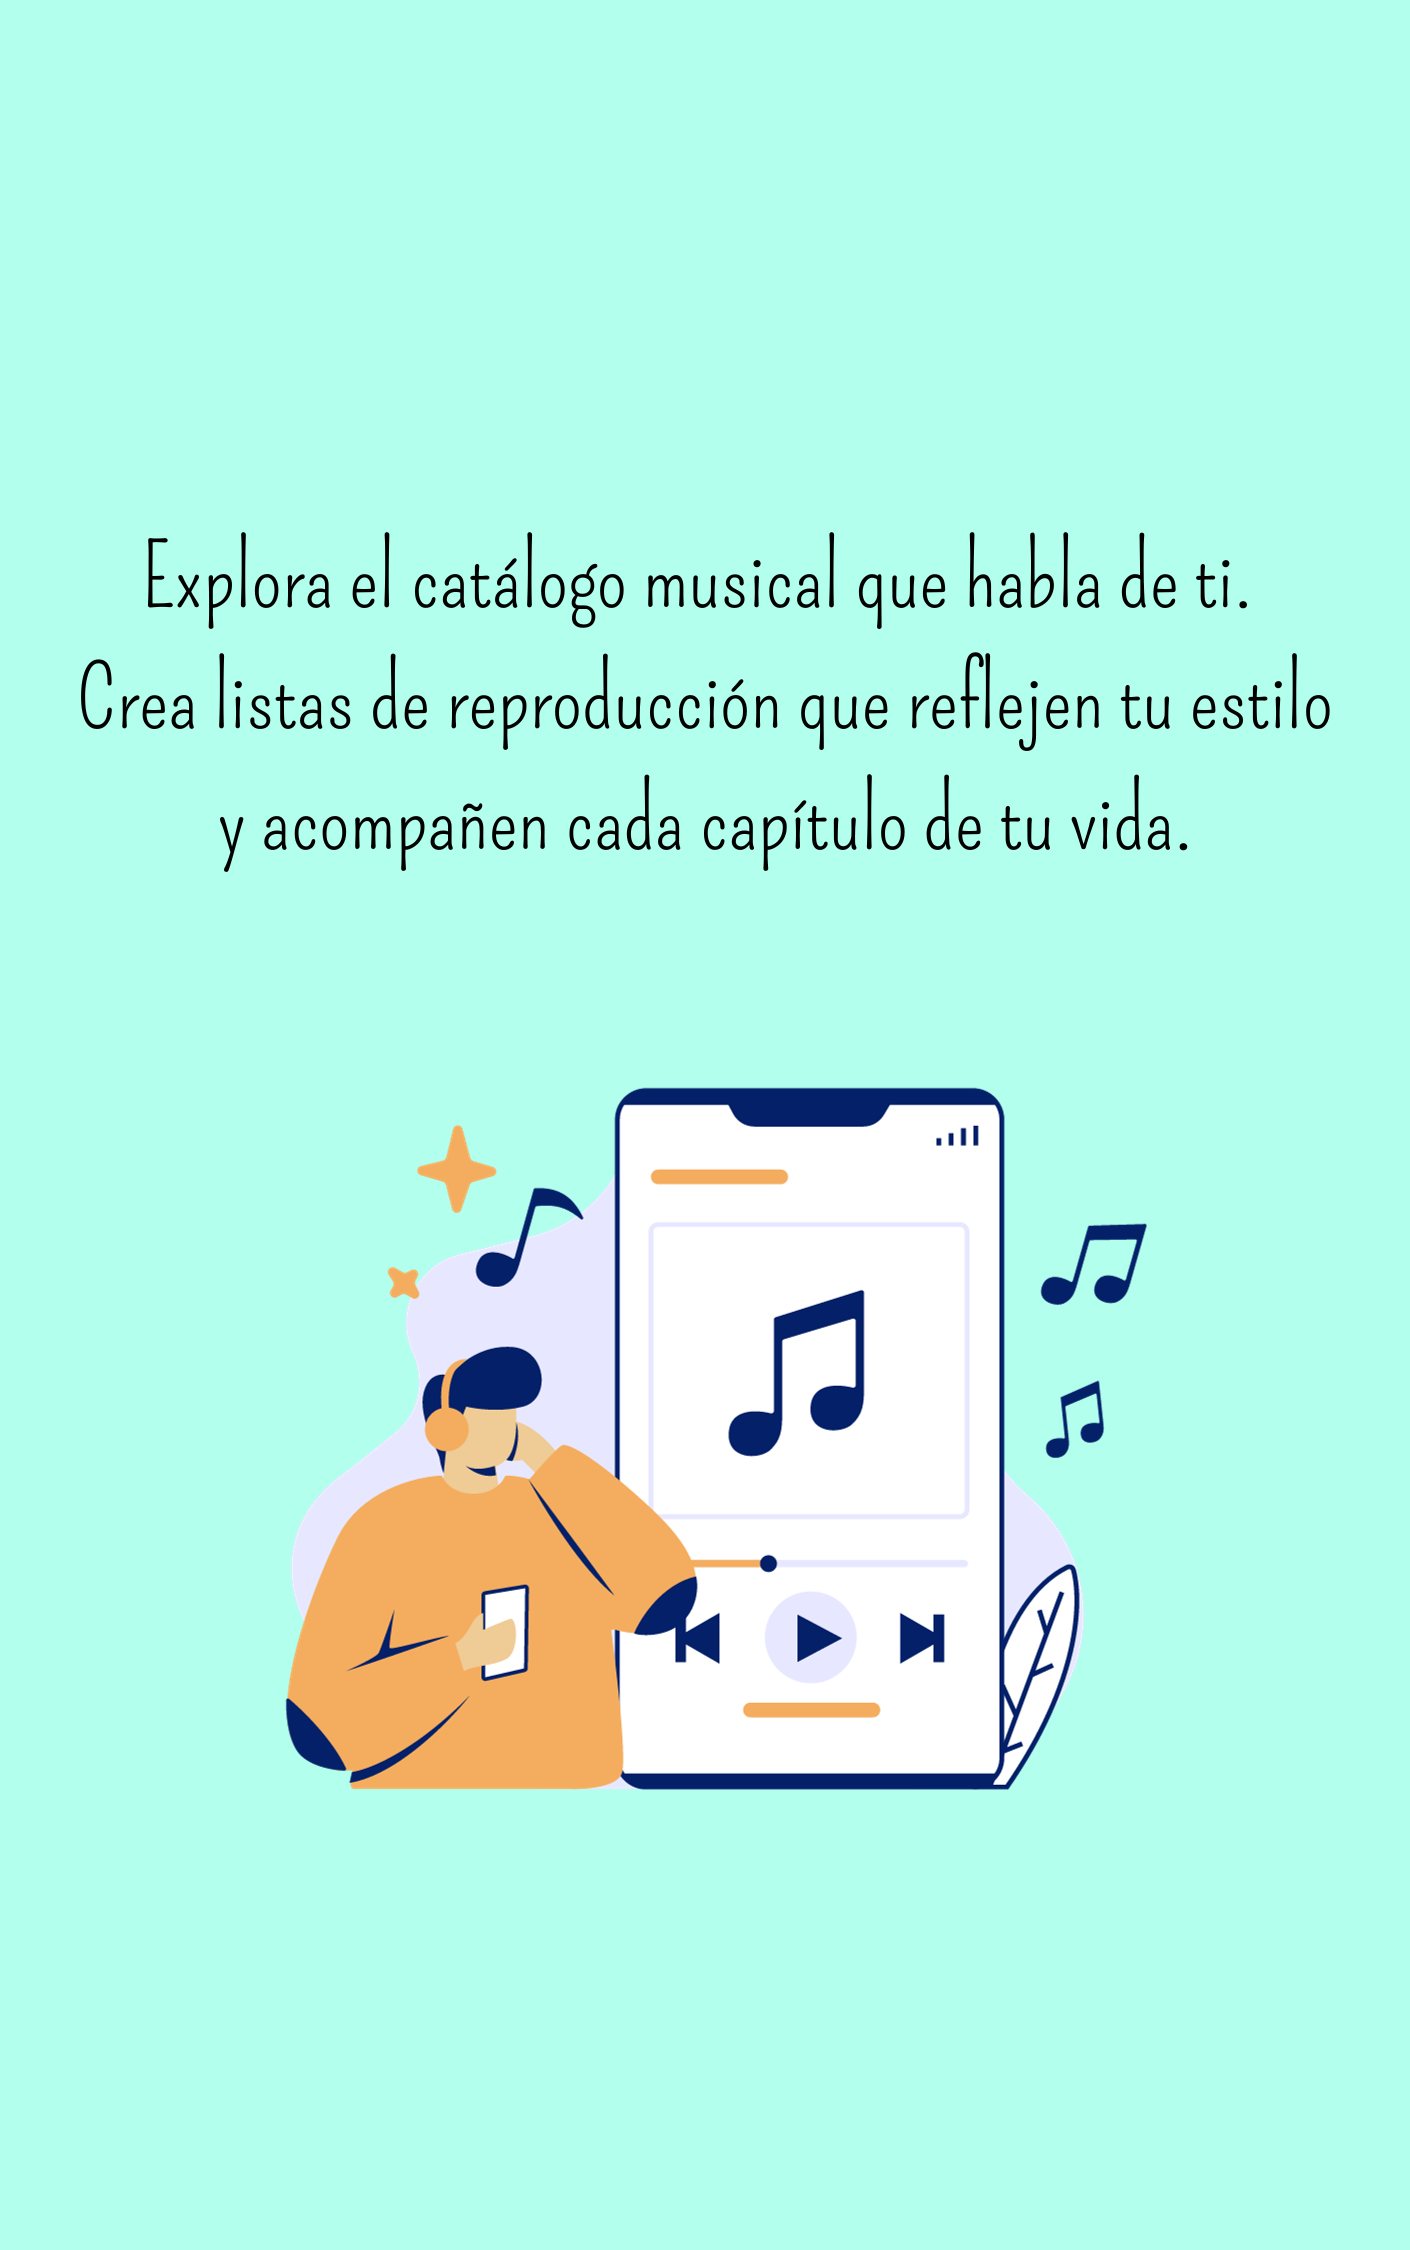 Explora el catálogo musical que habla de ti.
Crea listas de reproducción que reflejen tu estilo
y acompañen cada capítulo de tu vida.